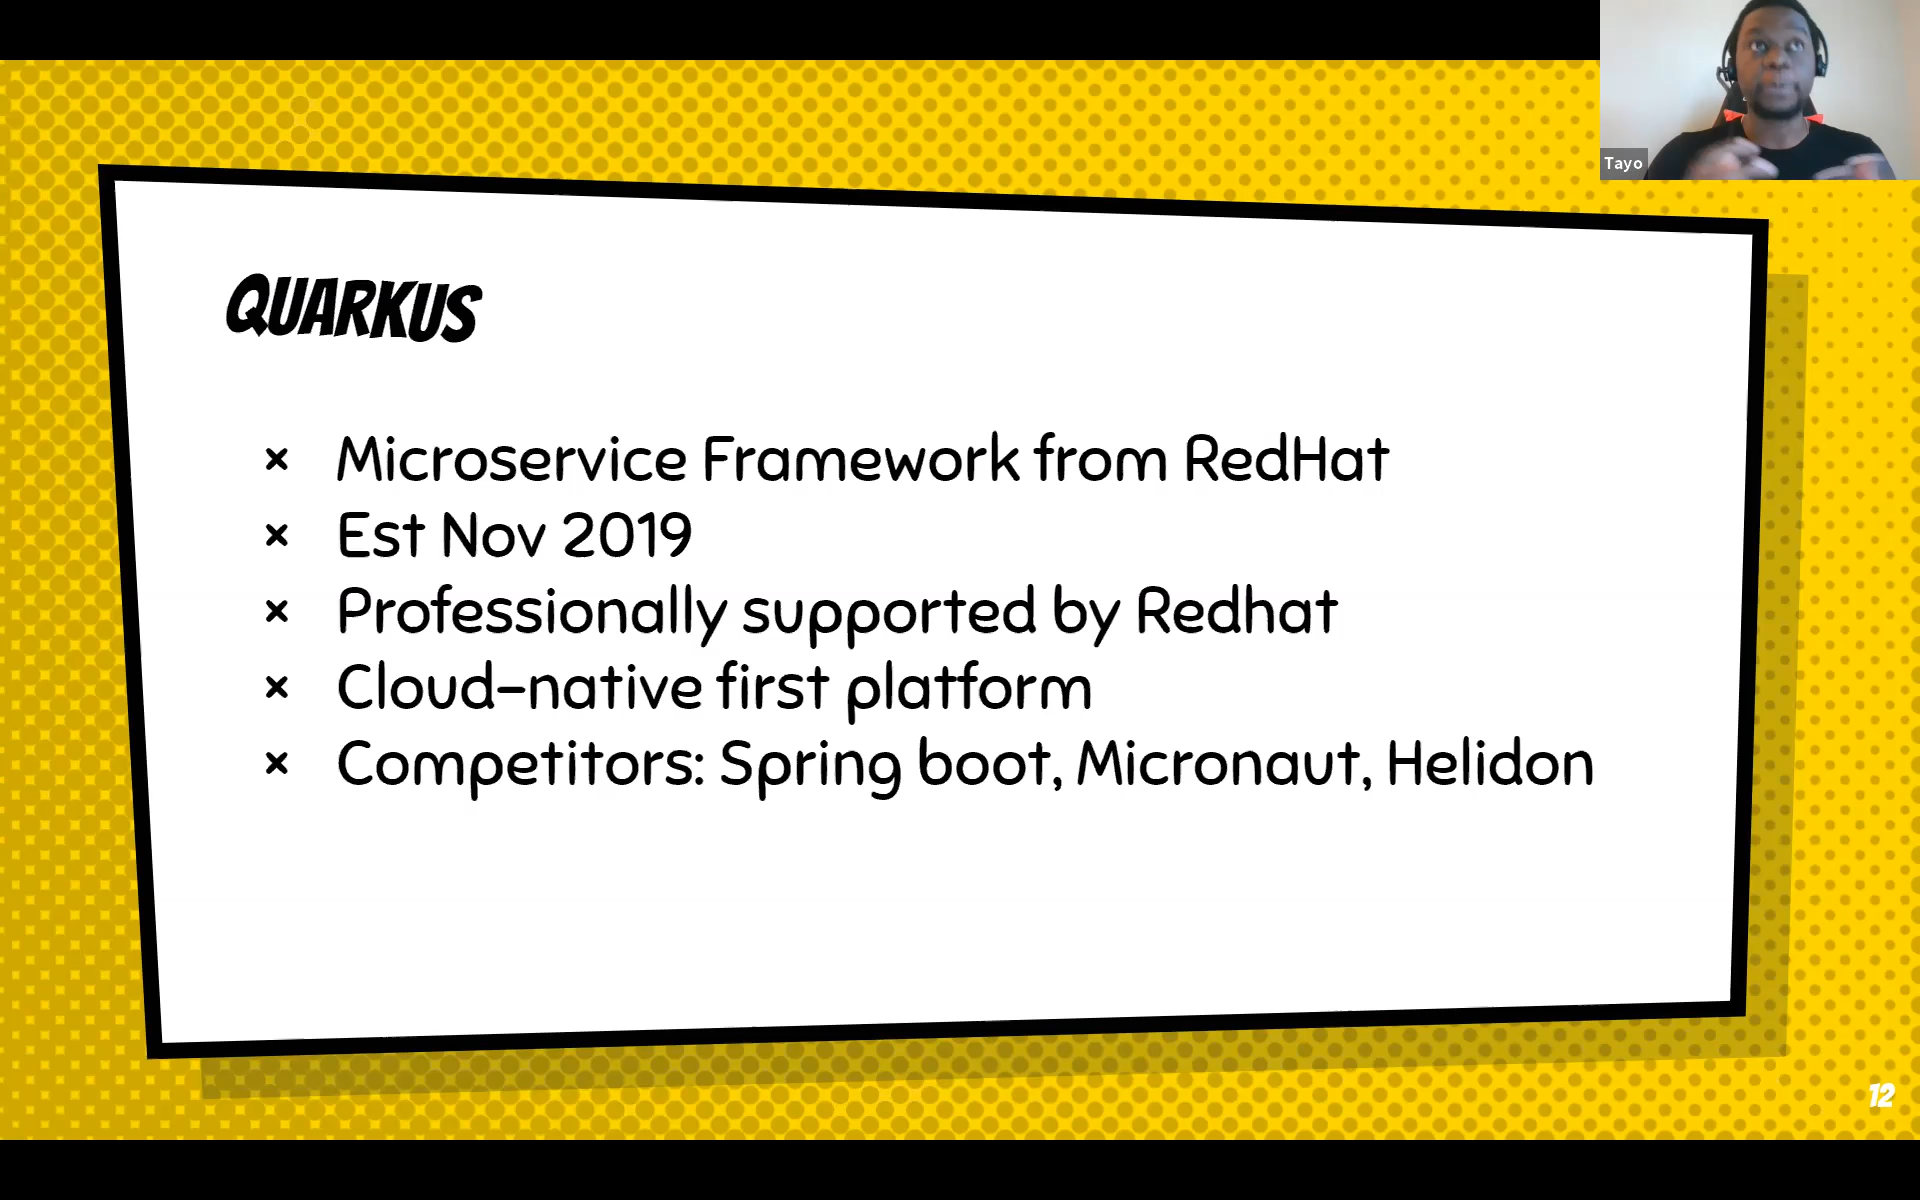 Tayo
QUARKUS
× Microservice Framework from RedHat
× Est Nov 2019
× Professionally supported by Redhat
× Cloud-native first platform
× Competitors: Spring boot, Micronaut, Helidon
12